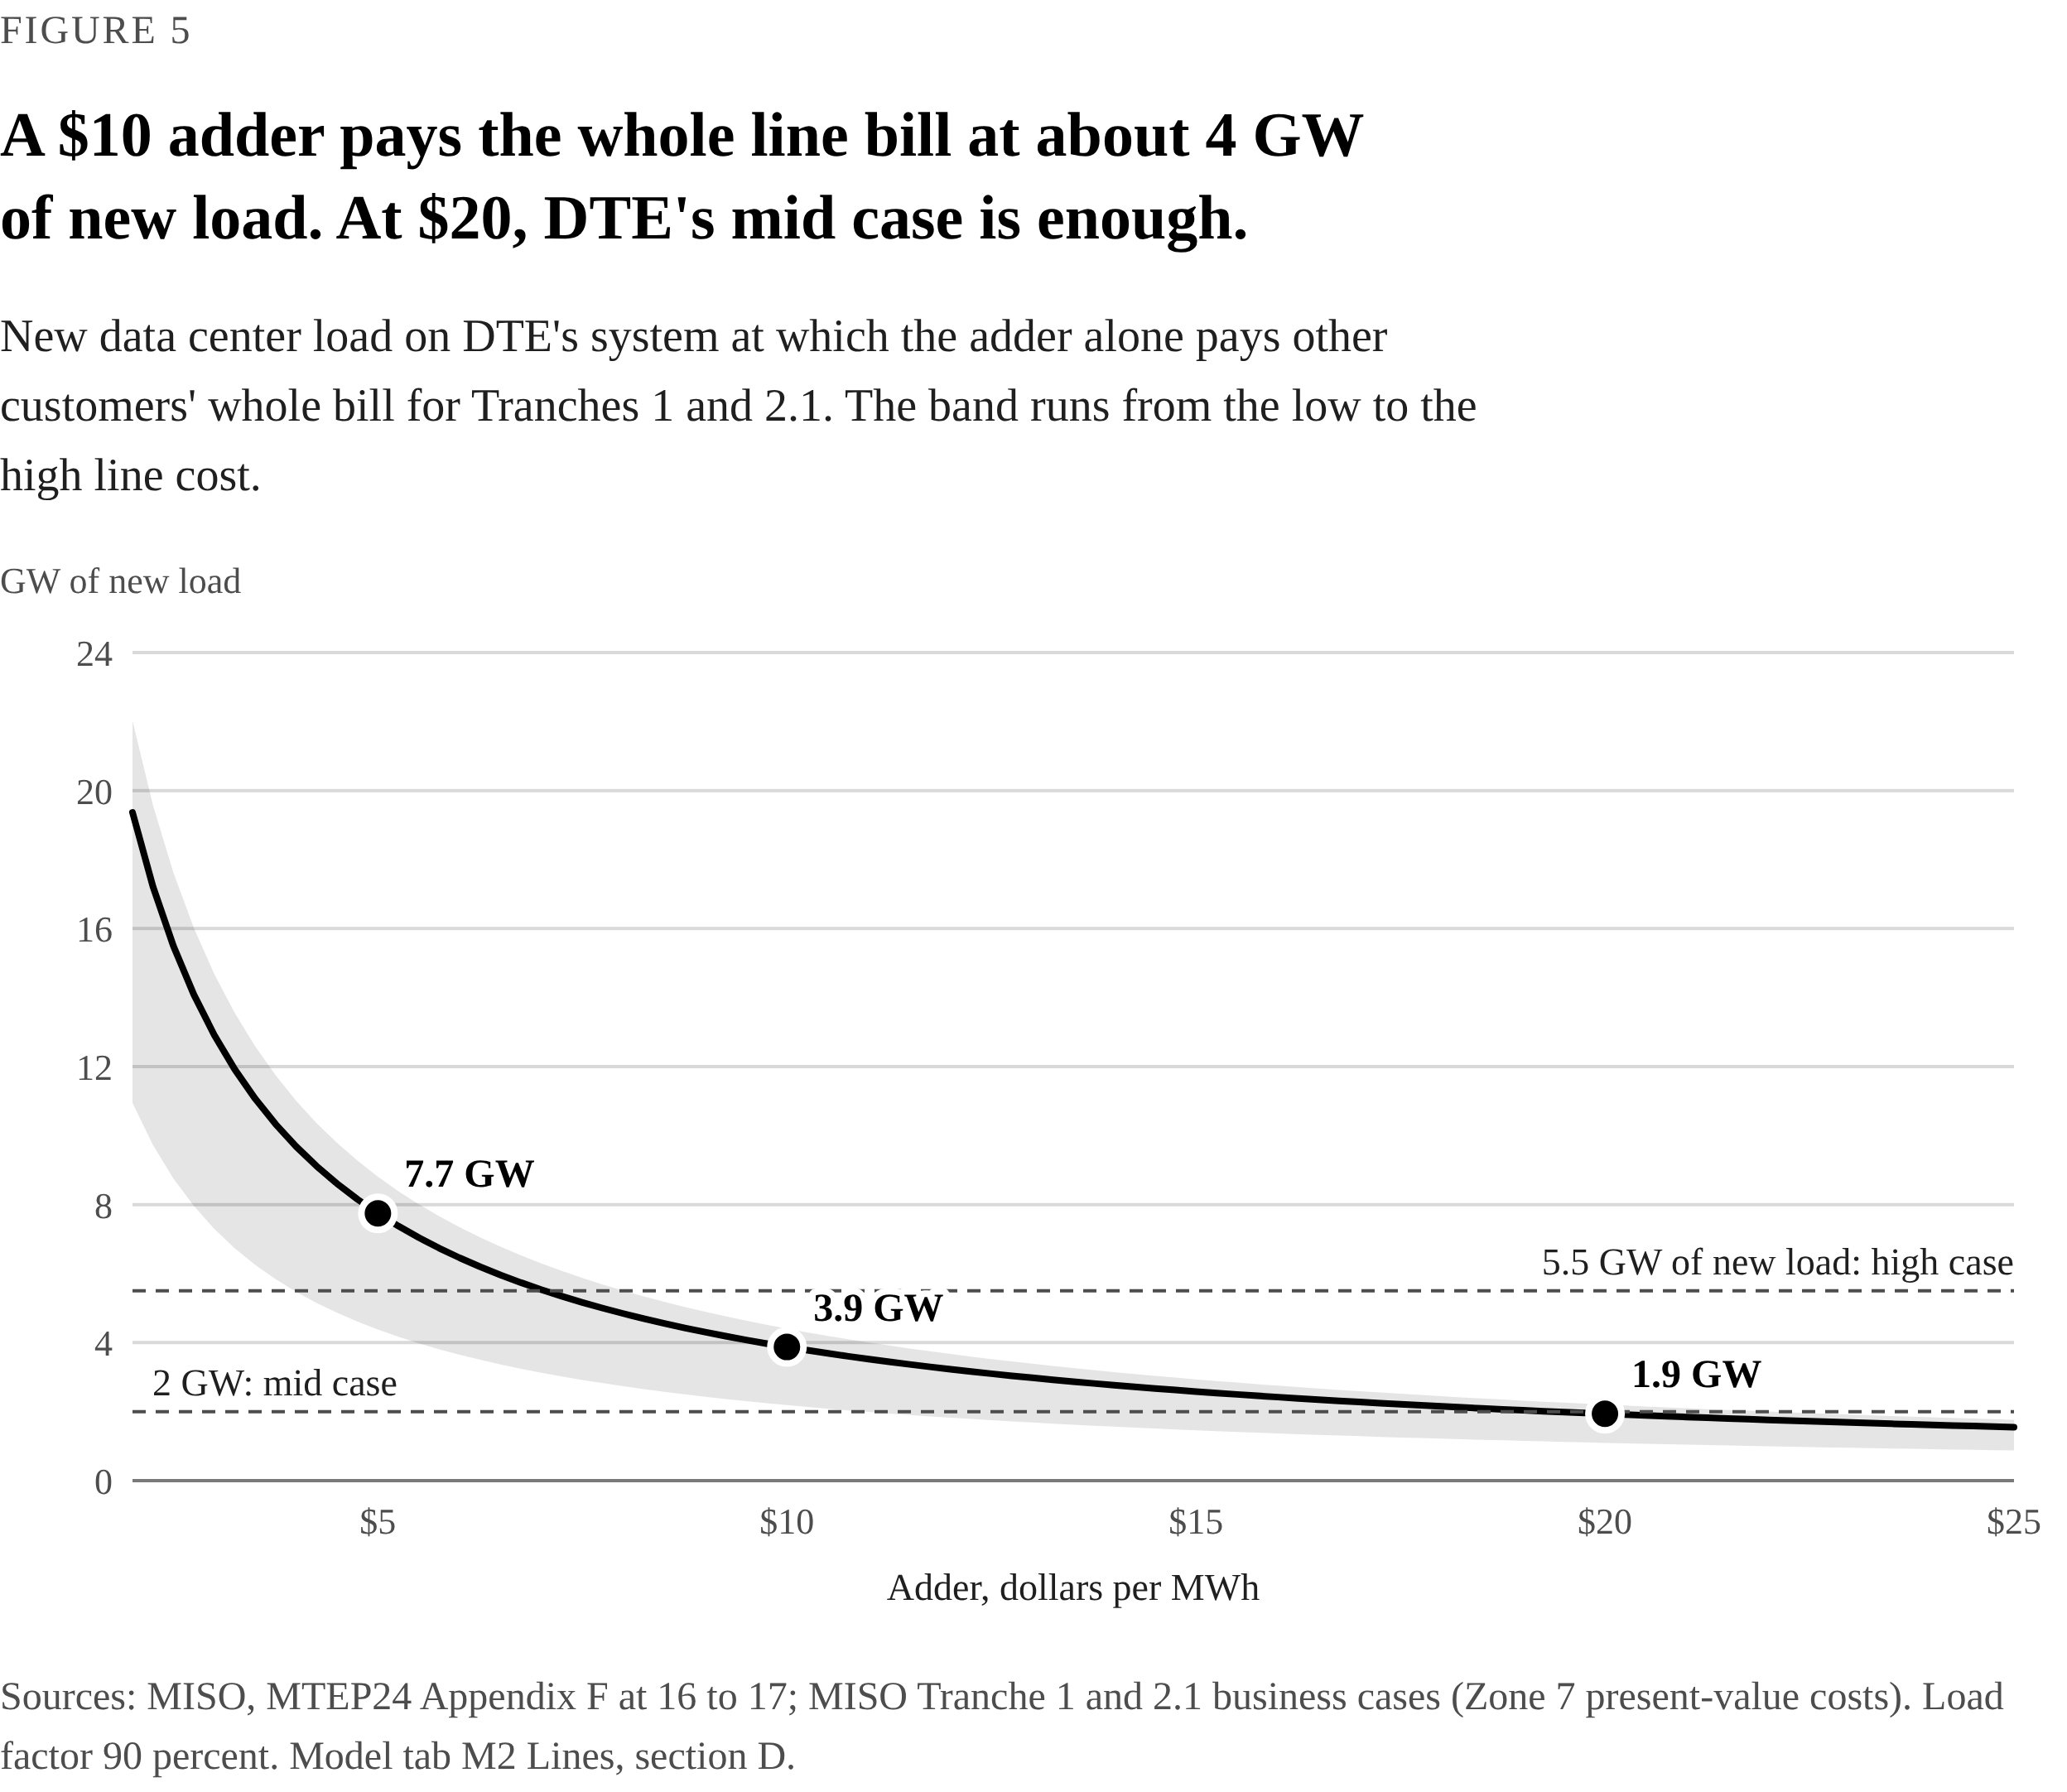 FIGURE 5
A $10 adder pays the whole line bill at about 4 GW
of new load. At $20, DTE's mid case is enough.
New data center load on DTE's system at which the adder alone pays other
customers' whole bill for Tranches 1 and 2.1. The band runs from the low to the
high line cost.
GW of new load
24
20
16
12
8
4
0
7.7 GW
5.5 GW of new load: high case
3.9 GW
2 GW: mid case
1.9 GW
$5
$10
$15
$20
$25
Adder, dollars per MWh
Sources: MISO, MTEP24 Appendix F at 16 to 17; MISO Tranche 1 and 2.1 business cases (Zone 7 present-value costs). Load
factor 90 percent. Model tab M2 Lines, section D.